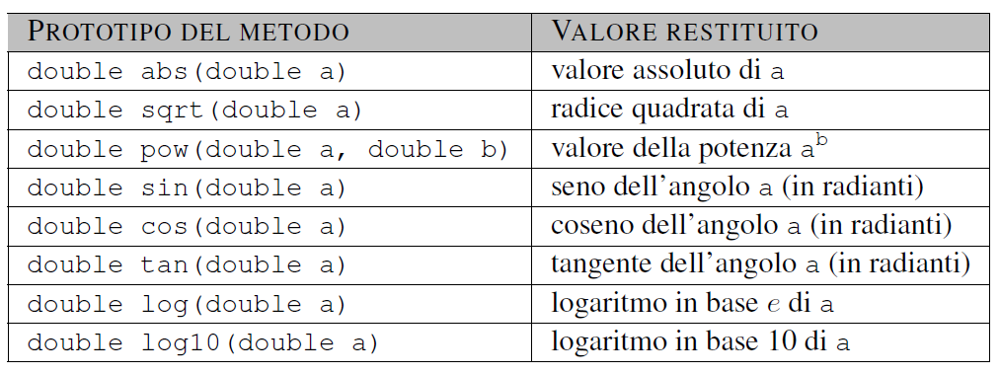 PROTOTIPO DEL METODO VALORE RESTITUITO
double abs(double a) valore assoluto di a
double sqrt(double a) radice quadrata di a
double pow(double a, double b) valore della potenza a^b
double sin(double a) seno dell'angolo a (in radianti)
double cos(double a) coseno dell'angolo a (in radianti)
double tan(double a) tangente dell'angolo a (in radianti)
double log(double a) logaritmo in base e di a
double log10(double a) logaritmo in base 10 di a